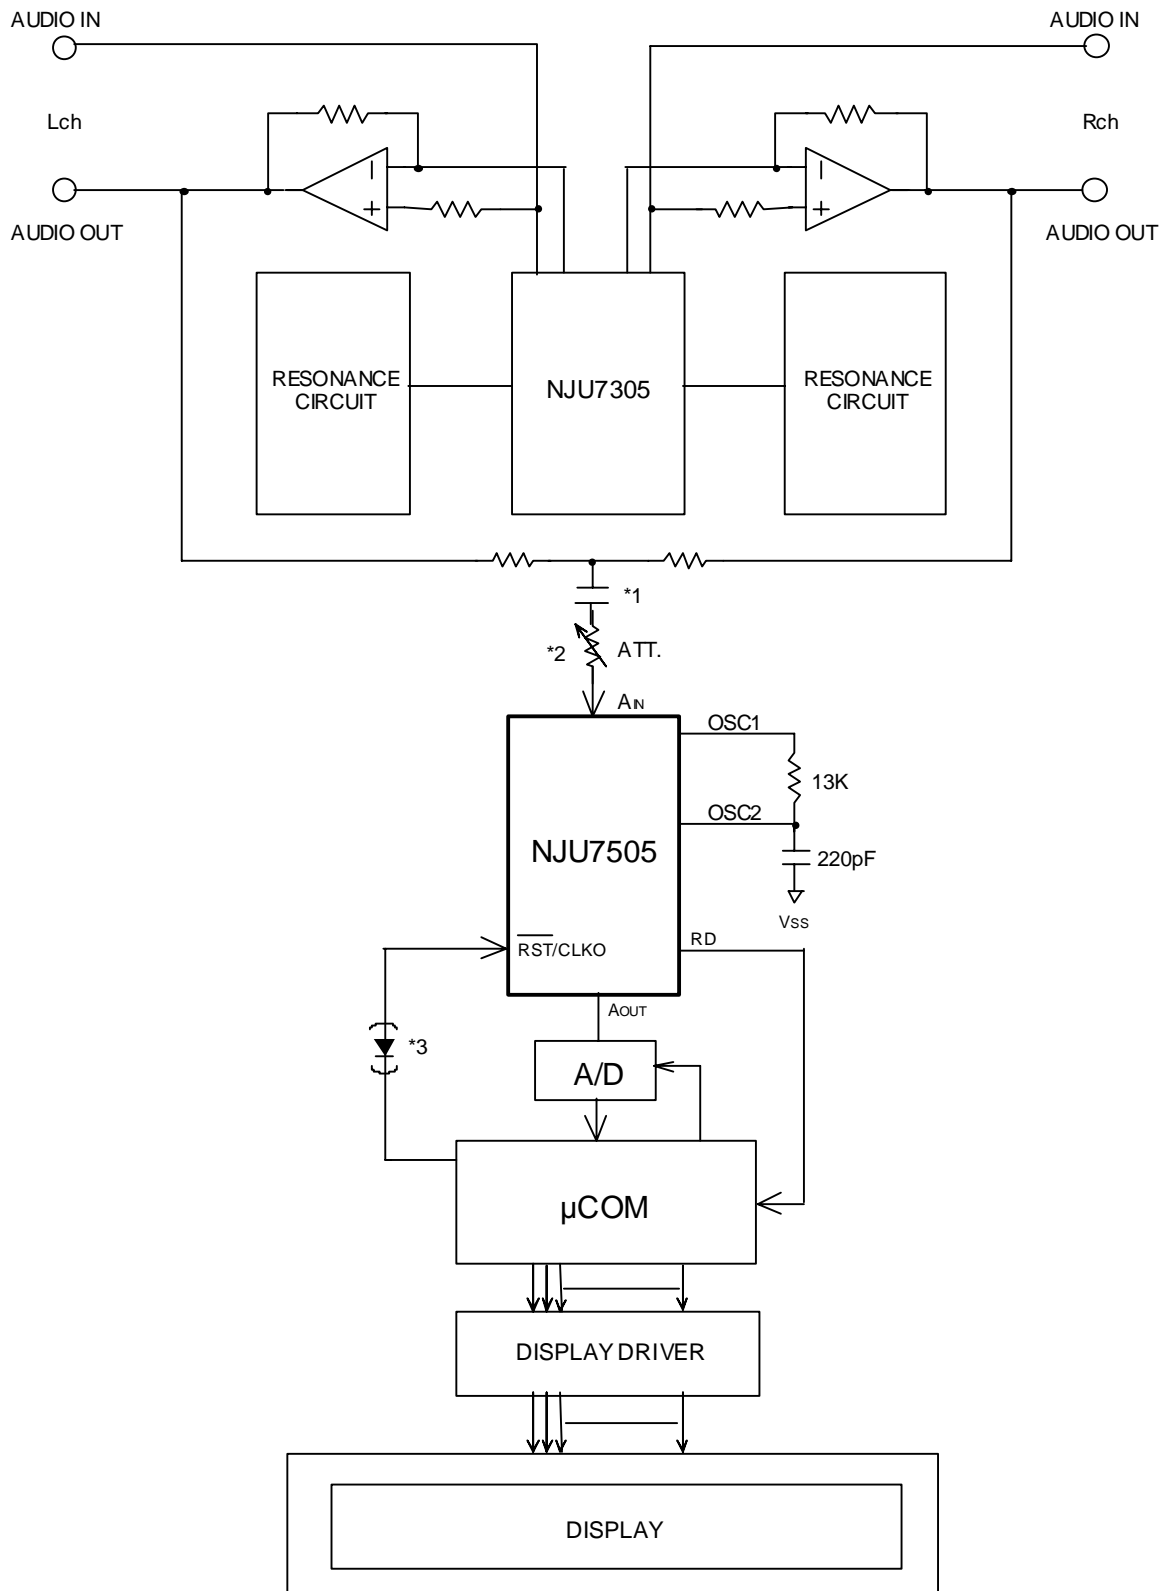 AUDIO IN
AUDIO IN
Lch
Rch
AUDIO OUT
AUDIO OUT
RESONANCE
CIRCUIT
NJU7305
RESONANCE
CIRCUIT
*1
*2
ATT.
AIN
OSC1
13K
OSC2
NJU7505
220pF
VSS
RST/CLKO
RD
AOUT
*3
A/D
µCOM
DISPLAY DRIVER
DISPLAY